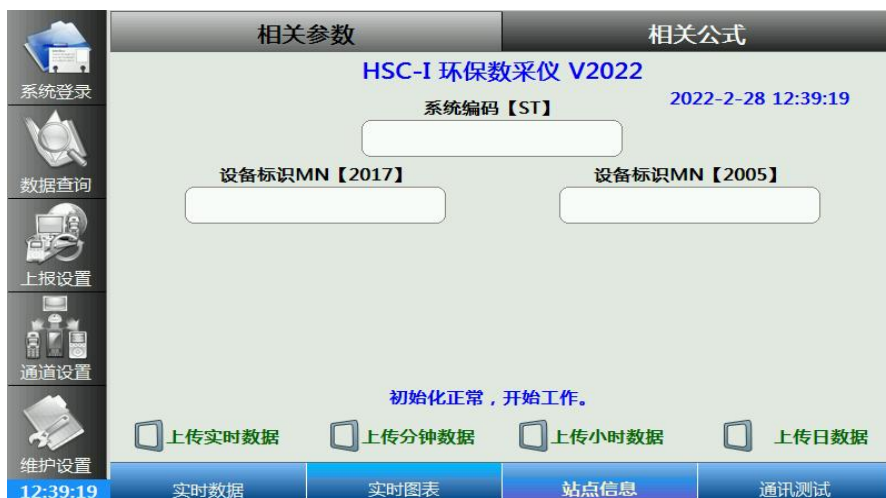 相关参数
相关公式
HSC-I 环保数采仪 V2022
2022-2-28 12:39:19
系统编码【ST】
设备标识MN【2017】
设备标识MN【2005】
初始化正常，开始工作。
上传实时数据
上传分钟数据
上传小时数据
上传日数据
系统登录
数据查询
上报设置
通道设置
维护设置
12:39:19
实时数据
实时图表
站点信息
通讯测试